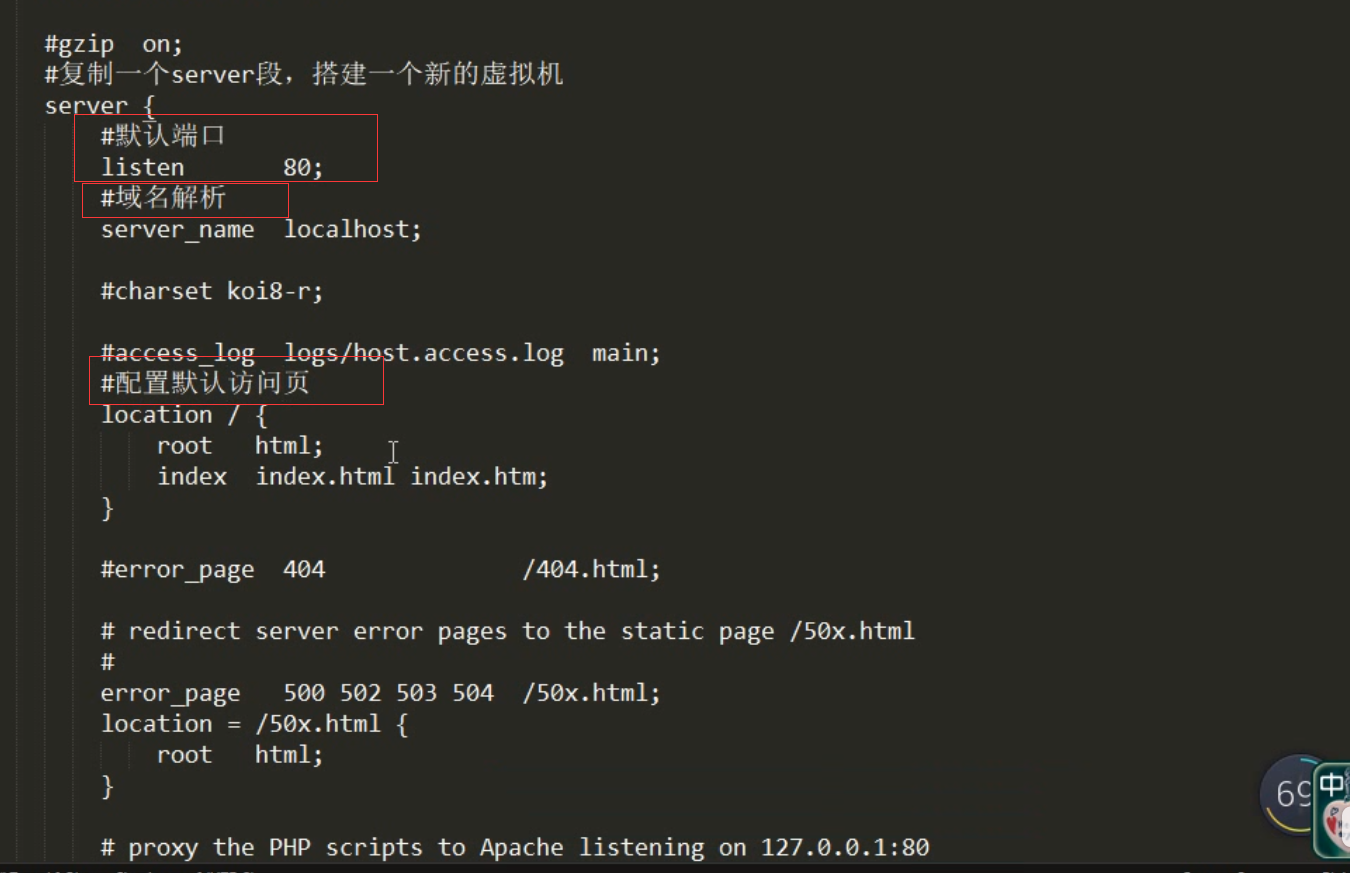 #gzip  on;
#复制一个server段，搭建一个新的虚拟机
server {
#默认端口
listen       80;
#域名解析
server_name  localhost;
#charset koi8-r;
#access_log  logs/host.access.log  main;
#配置默认访问页
location / {
root   html;
index  index.html index.htm;
}
#error_page  404              /404.html;
# redirect server error pages to the static page /50x.html
#
error_page   500 502 503 504  /50x.html;
location = /50x.html {
root   html;
}
# proxy the PHP scripts to Apache listening on 127.0.0.1:80
69
中